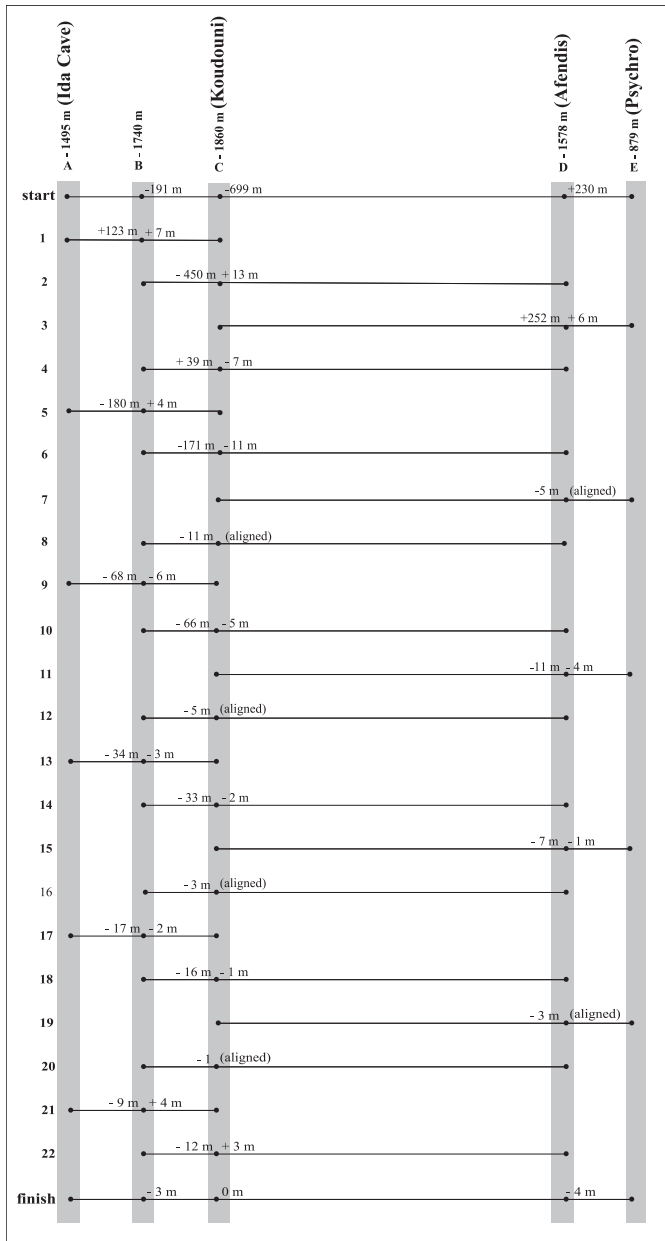 A - 1495 m (Ida Cave)
B - 1740 m
C - 1860 m (Koudouni)
D - 1578 m (Afendis)
E - 879 m (Psychro)
start -191 m -699 m +230 m
1 +123 m + 7 m
2 - 450 m + 13 m
3 +252 m + 6 m
4 + 39 m - 7 m
5 - 180 m + 4 m
6 -171 m - 11 m
7 -5 m (aligned)
8 - 11 m (aligned)
9 - 68 m - 6 m
10 - 66 m - 5 m
11 -11 m - 4 m
12 - 5 m (aligned)
13 - 34 m - 3 m
14 - 33 m - 2 m
15 - 7 m - 1 m
16 - 3 m (aligned)
17 - 17 m - 2 m
18 - 16 m - 1 m
19 - 3 m (aligned)
20 - 1 (aligned)
21 - 9 m + 4 m
22 - 12 m + 3 m
finish - 3 m 0 m - 4 m